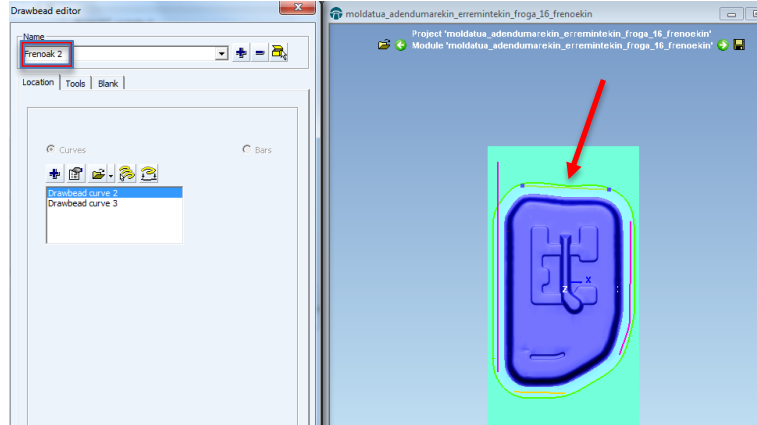 Drawbead editor
Name
Frenoak 2
Location Tools Blank
Curves Bars
Drawbead curve 2
Drawbead curve 3
moldatua_adendumarekin_erremintekin_froga_16_frenoekin
Project 'moldatua_adendumarekin_erremintekin_froga_16_frenoekin'
Module 'moldatua_adendumarekin_erremintekin_froga_16_frenoekin'
X
Z